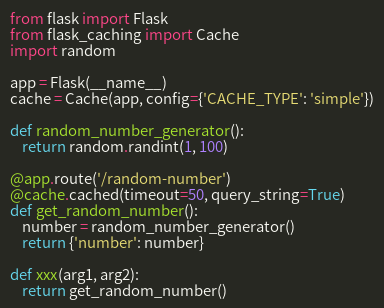 from flask import Flask
from flask_caching import Cache
import random

app = Flask(__name__)
cache = Cache(app, config={'CACHE_TYPE': 'simple'})

def random_number_generator():
    return random.randint(1, 100)

@app.route('/random-number')
@cache.cached(timeout=50, query_string=True)
def get_random_number():
    number = random_number_generator()
    return {'number': number}

def xxx(arg1, arg2):
    return get_random_number()